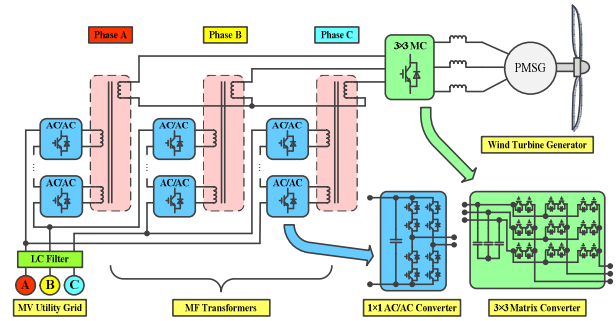 Phase A
Phase B
Phase C
3×3 MC
PMSG
AC/AC
AC/AC
AC/AC
Wind Turbine Generator
AC/AC
AC/AC
AC/AC
LC Filter
A
B
C
MV Utility Grid
MF Transformers
1×1 AC/AC Converter
3×3 Matrix Converter